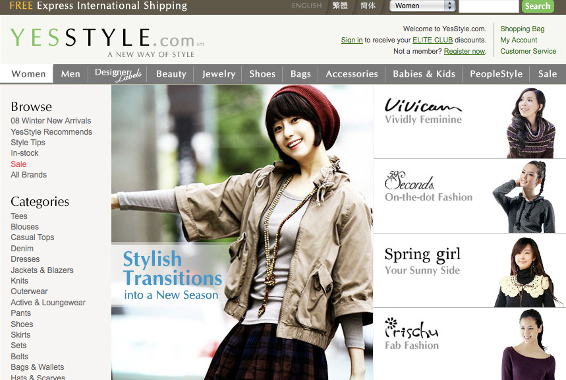 FREE Express International Shipping
ENGLISH 繁體 简体 Women Search
YESSTYLE.com
A NEW WAY OF STYLE
Welcome to YesStyle.com.
Sign in to receive your ELITE CLUB discounts.
Not a member? Register now.
Shopping Bag
My Account
Customer Service
Women Men Designer Labels Beauty Jewelry Shoes Bags Accessories Babies & Kids PeopleStyle Sale
Browse
08 Winter New Arrivals
YesStyle Recommends
Style Tips
In-stock
Sale
All Brands
Categories
Tees
Blouses
Casual Tops
Denim
Dresses
Jackets & Blazers
Knits
Outerwear
Active & Loungewear
Pants
Shoes
Skirts
Sets
Belts
Bags & Wallets
Hats & Scarves
Stylish
Transitions
into a New Season
Vivicam
Vividly Feminine
39 Seconds
On-the-dot Fashion
Spring girl
Your Sunny Side
Frischu
Fab Fashion